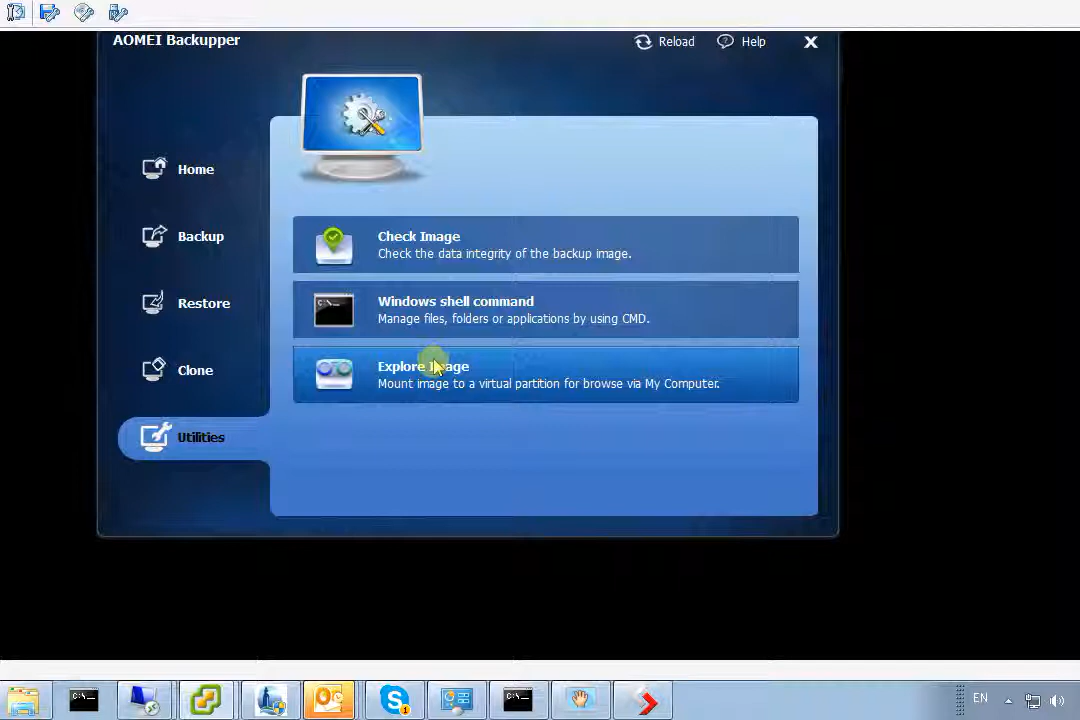 AOMEI Backupper
Reload
Help
Home
Backup
Restore
Clone
Utilities
Check Image
Check the data integrity of the backup image.
Windows shell command
Manage files, folders or applications by using CMD.
Explore Image
Mount image to a virtual partition for browse via My Computer.
EN